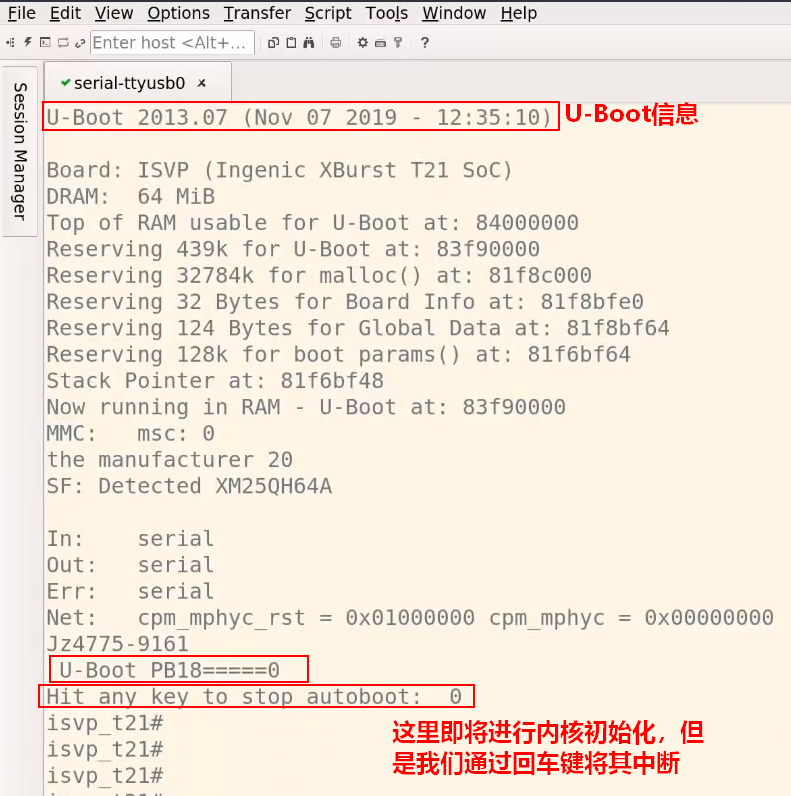 File Edit View Options Transfer Script Tools Window Help
Enter host <Alt+...
Session Manager
serial-ttyusb0 ×
U-Boot 2013.07 (Nov 07 2019 - 12:35:10) U-Boot信息
Board: ISVP (Ingenic XBurst T21 SoC)
DRAM:  64 MiB
Top of RAM usable for U-Boot at: 84000000
Reserving 439k for U-Boot at: 83f90000
Reserving 32784k for malloc() at: 81f8c000
Reserving 32 Bytes for Board Info at: 81f8bfe0
Reserving 124 Bytes for Global Data at: 81f8bf64
Reserving 128k for boot params() at: 81f6bf64
Stack Pointer at: 81f6bf48
Now running in RAM - U-Boot at: 83f90000
MMC:   msc: 0
the manufacturer 20
SF: Detected XM25QH64A
In:    serial
Out:   serial
Err:   serial
Net:   cpm_mphyc_rst = 0x01000000 cpm_mphyc = 0x00000000
Jz4775-9161
U-Boot PB18=====0
Hit any key to stop autoboot:  0
isvp_t21#
isvp_t21#
isvp_t21#
这里即将进行内核初始化，但
是我们通过回车键将其中断